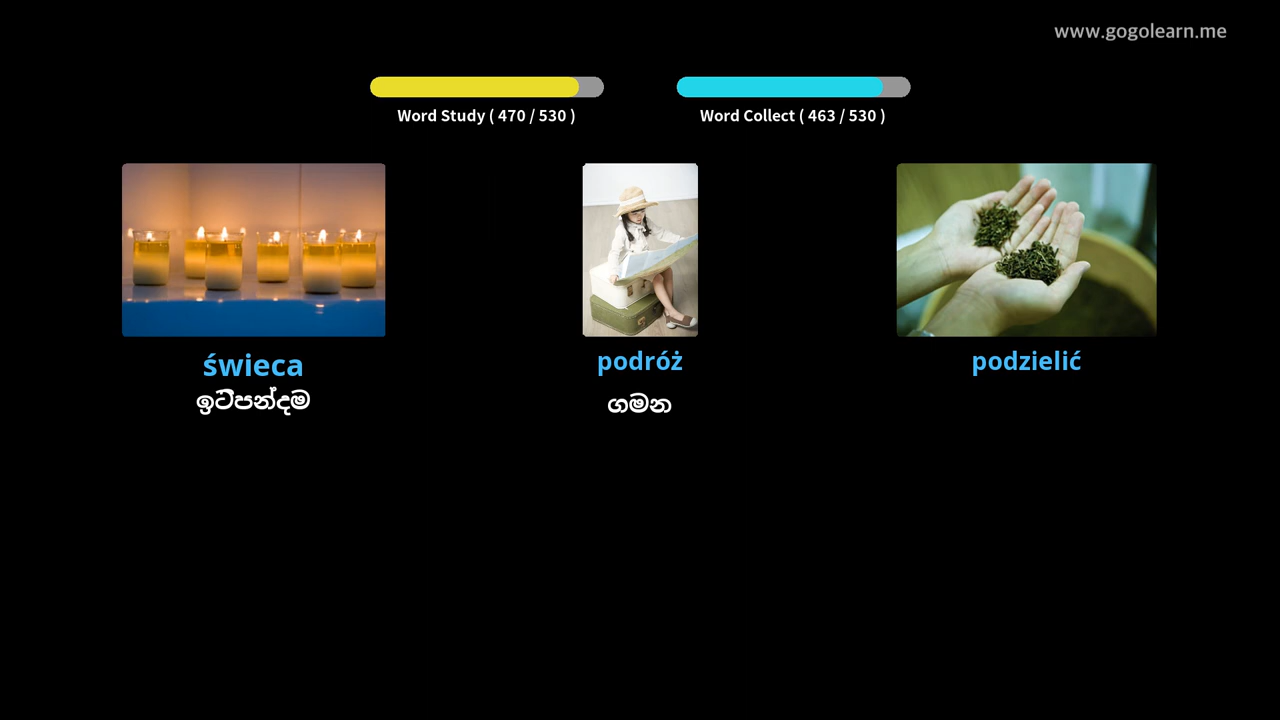 www.gogolearn.me
Word Study ( 470 / 530 )
Word Collect ( 463 / 530 )
świeca
ඉටිපන්දම
podróż
ගමන
podzielić